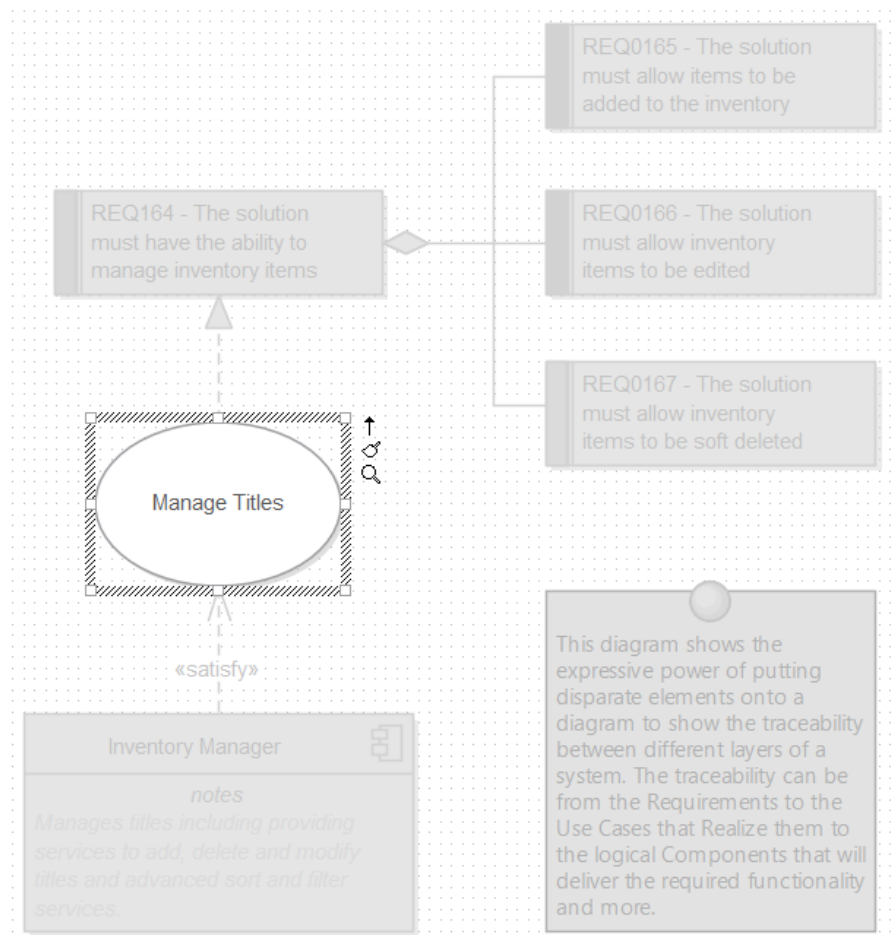 REQ0165 - The solution
must allow items to be
added to the inventory
REQ164 - The solution
must have the ability to
manage inventory items
REQ0166 - The solution
must allow inventory
items to be edited
REQ0167 - The solution
must allow inventory
items to be soft deleted
Manage Titles
«satisfy»
Inventory Manager
notes
Manages titles including providing
services to add, delete and modify
titles and advanced sort and filter
services.
This diagram shows the
expressive power of putting
disparate elements onto a
diagram to show the traceability
between different layers of a
system. The traceability can be
from the Requirements to the
Use Cases that Realize them to
the logical Components that will
deliver the required functionality
and more.